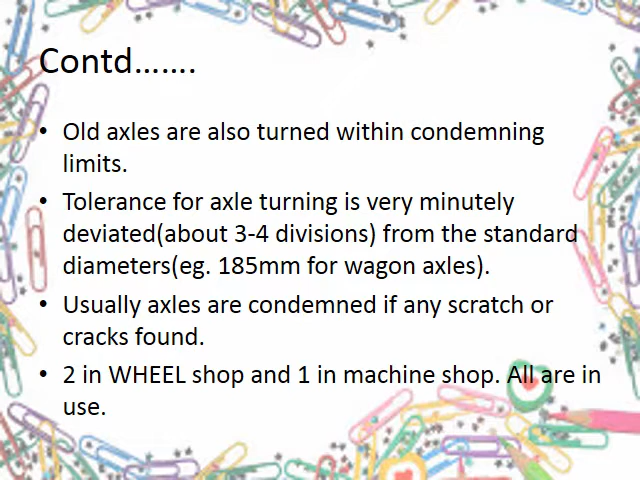 Contd…….
• Old axles are also turned within condemning
limits.
• Tolerance for axle turning is very minutely
deviated(about 3-4 divisions) from the standard
diameters(eg. 185mm for wagon axles).
• Usually axles are condemned if any scratch or
cracks found.
• 2 in WHEEL shop and 1 in machine shop. All are in
use.